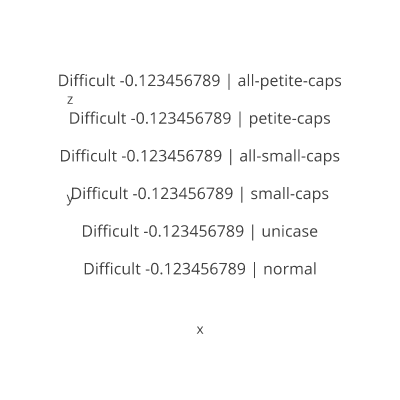 Difficult -0.123456789 | all-petite-caps
z
Difficult -0.123456789 | petite-caps
Difficult -0.123456789 | all-small-caps
y
Difficult -0.123456789 | small-caps
Difficult -0.123456789 | unicase
Difficult -0.123456789 | normal
x